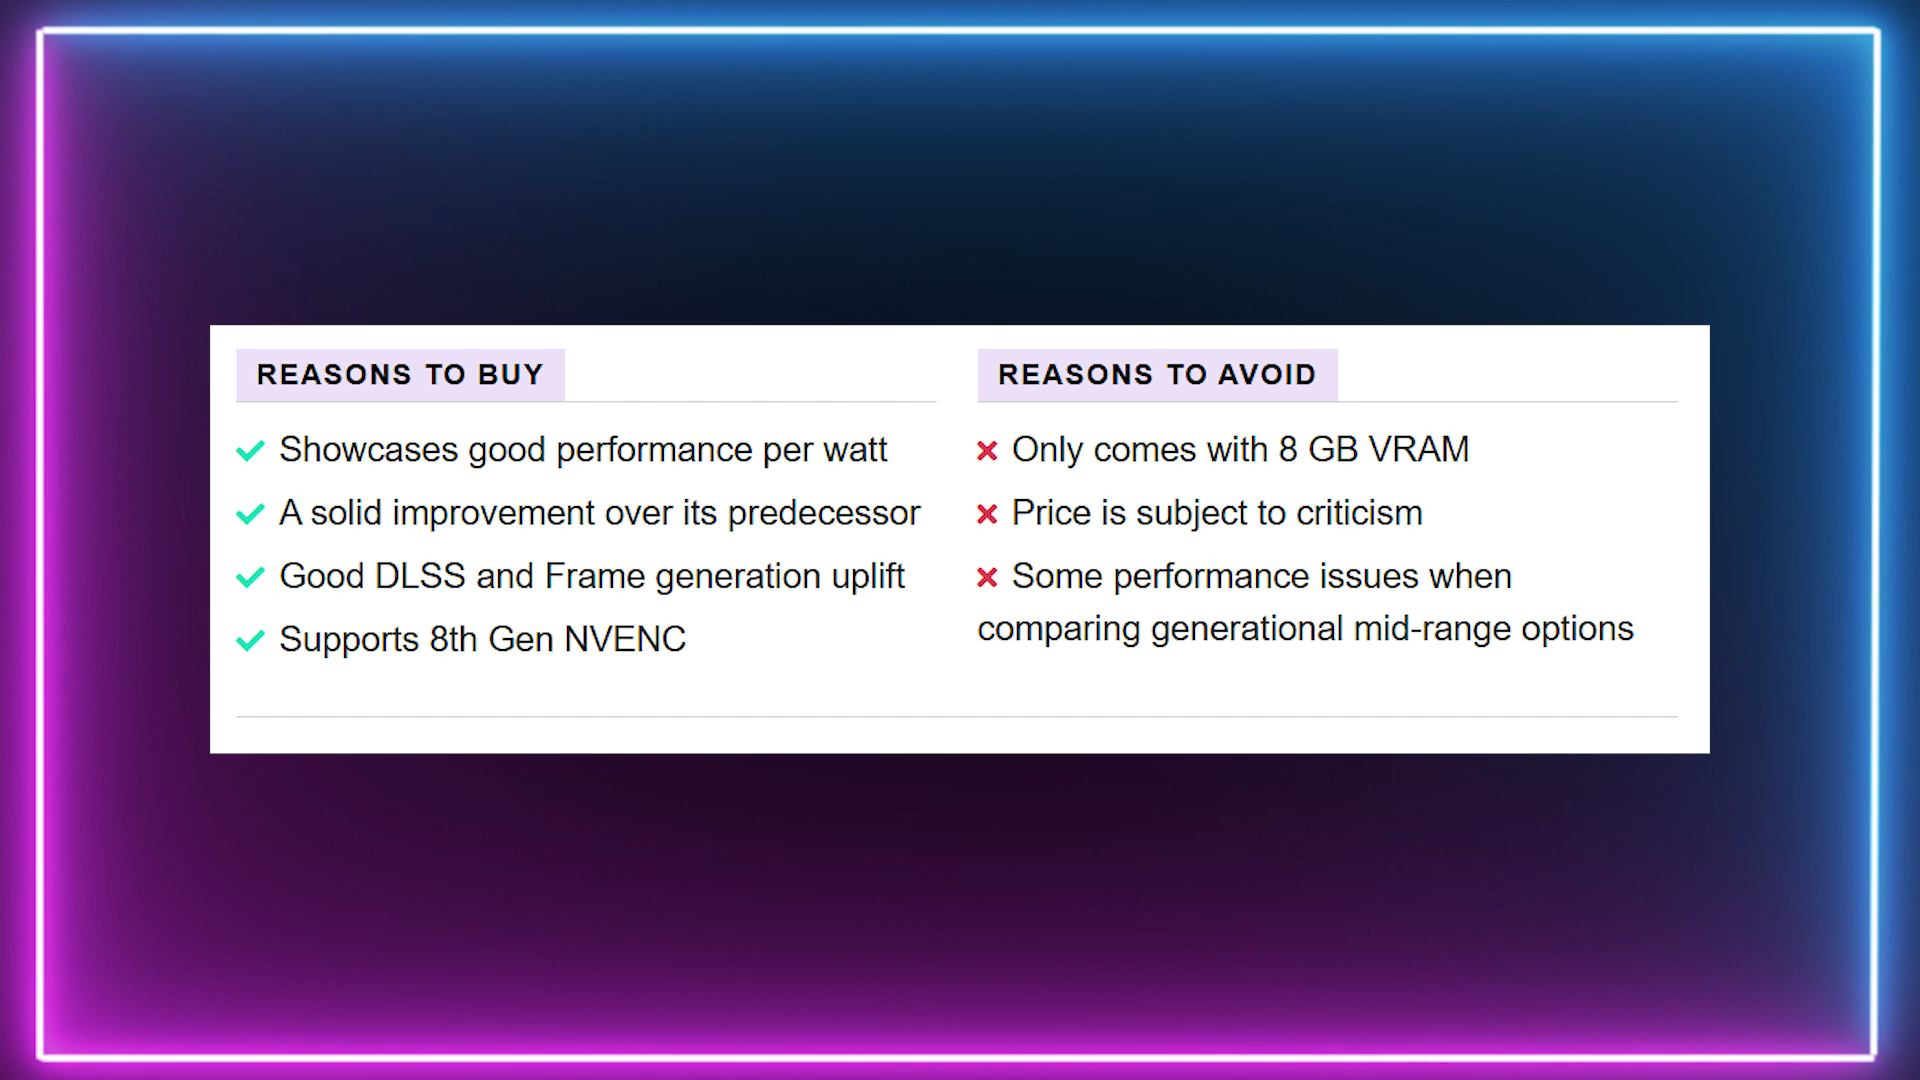 REASONS TO BUY
Showcases good performance per watt
A solid improvement over its predecessor
Good DLSS and Frame generation uplift
Supports 8th Gen NVENC
REASONS TO AVOID
Only comes with 8 GB VRAM
Price is subject to criticism
Some performance issues when
comparing generational mid-range options